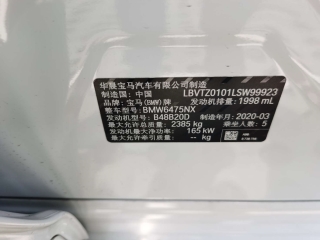 华晨宝马汽车有限公司制造
制造国: 中国 LBVTZ0101LSW99923
品牌: 宝马(BMW)牌 发动机排量: 1998 mL
整车型号: BMW6475NX
发动机型号: B48B20D
最大允许总质量: 2385 kg 制造年月: 2020-03
发动机最大净功率: 165 kW 乘坐人数: 5
最大允许牵引质量: - kg